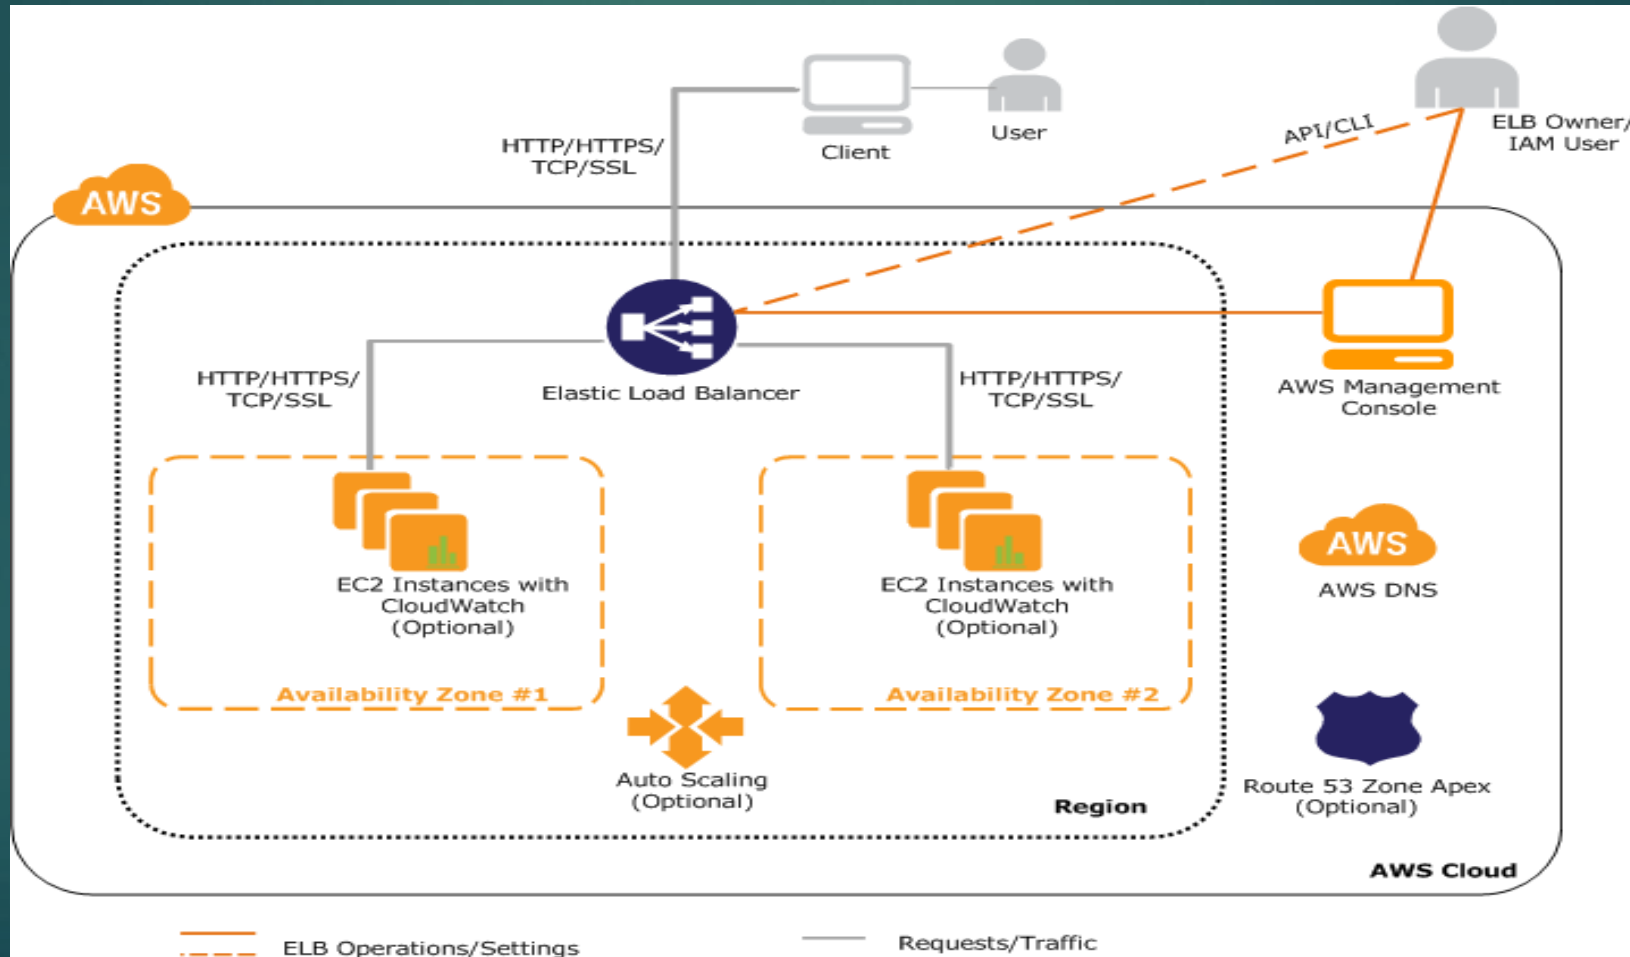 User
Client
API/CLI
ELB Owner/
IAM User
HTTP/HTTPS/
TCP/SSL
AWS
Elastic Load Balancer
HTTP/HTTPS/
TCP/SSL
HTTP/HTTPS/
TCP/SSL
AWS Management
Console
EC2 Instances with
CloudWatch
(Optional)
Availability Zone #1
EC2 Instances with
CloudWatch
(Optional)
Availability Zone #2
AWS
AWS DNS
Auto Scaling
(Optional)
Region
Route 53 Zone Apex
(Optional)
AWS Cloud
ELB Operations/Settings
Requests/Traffic